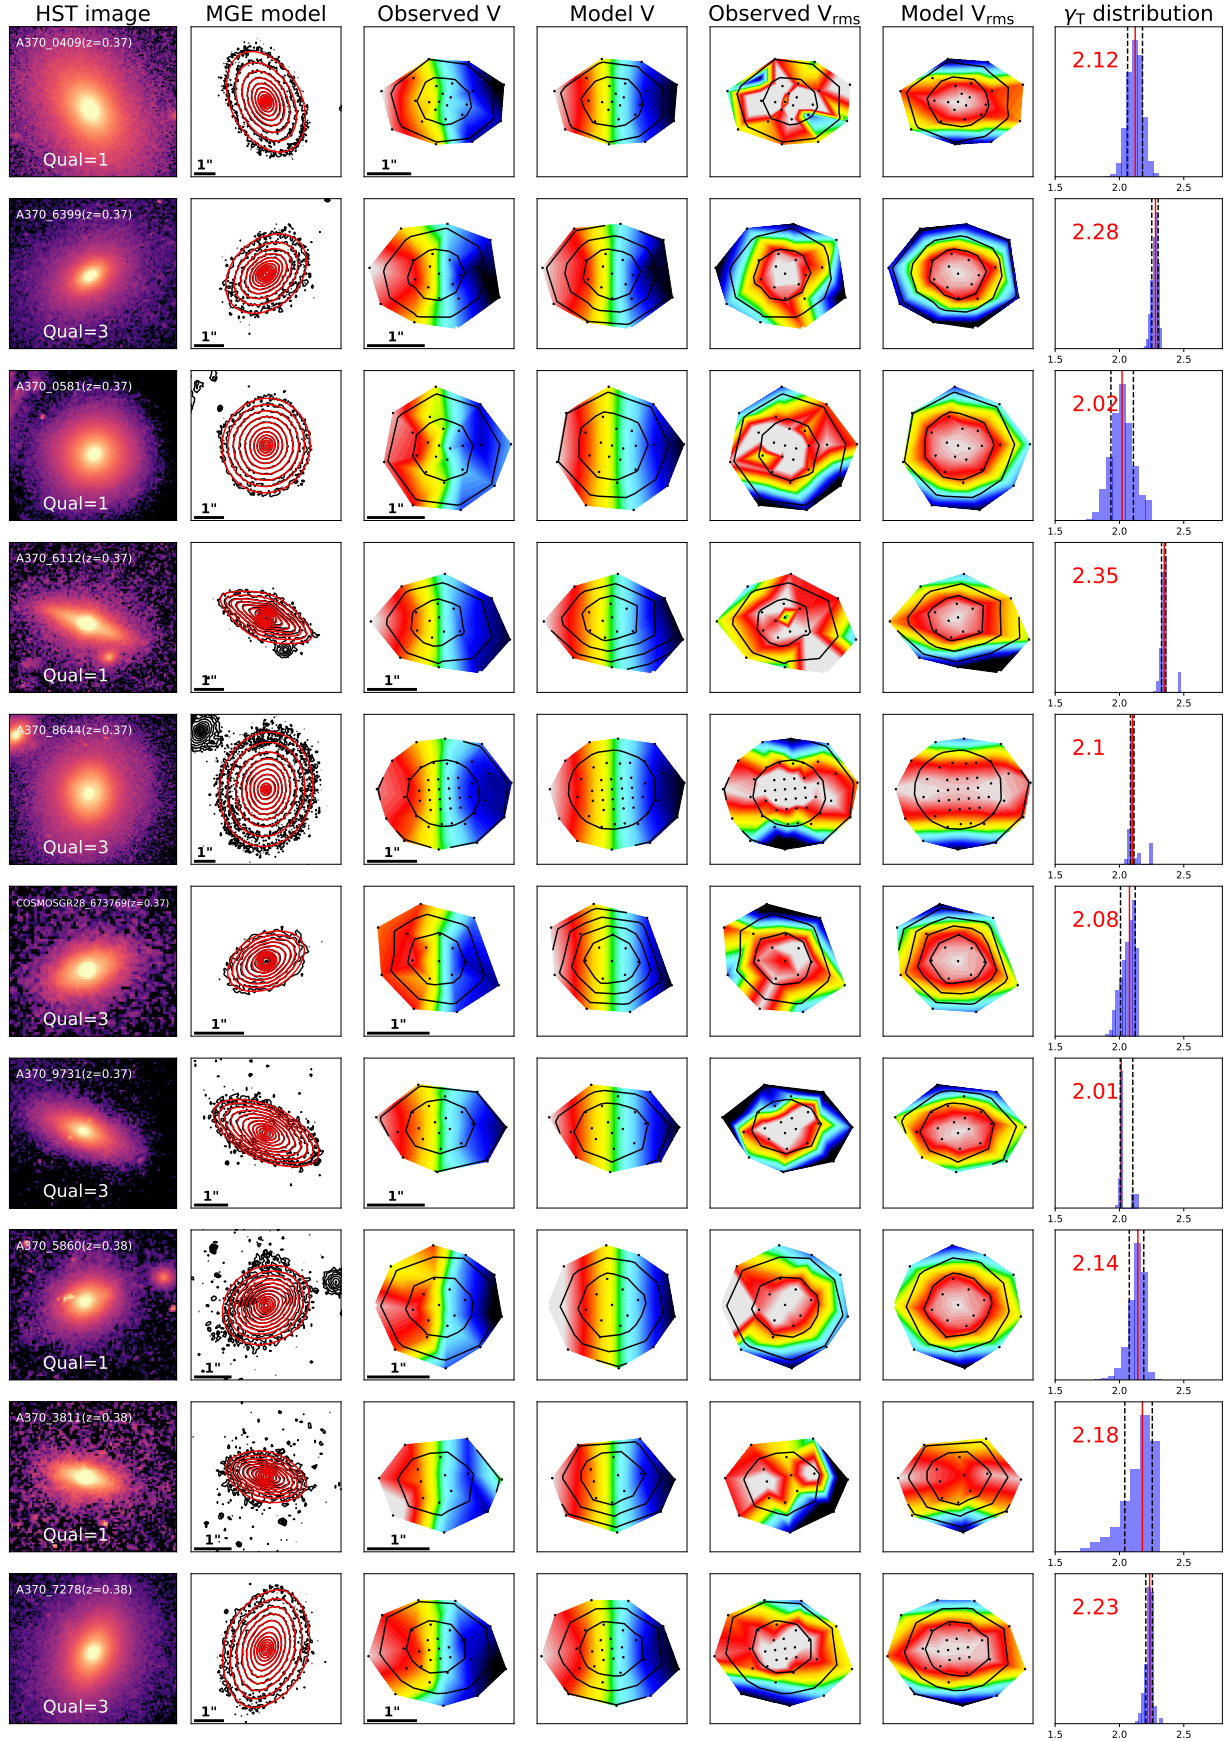 HST image MGE model Observed V Model V Observed Vrms Model Vrms γT distribution
A370_0409(z=0.37)
2.12
Qual=1 1" 1"
1.5 2.0 2.5
A370_6399(z=0.37)
2.28
Qual=3 1" 1"
1.5 2.0 2.5
A370_0581(z=0.37)
2.02
Qual=1 1" 1"
1.5 2.0 2.5
A370_6112(z=0.37)
2.35
Qual=1 1" 1"
1.5 2.0 2.5
A370_8644(z=0.37)
2.1
Qual=3 1" 1"
1.5 2.0 2.5
COSMOSGR28_673769(z=0.37)
2.08
Qual=3 1" 1"
1.5 2.0 2.5
A370_9731(z=0.37)
2.01
Qual=3 1" 1"
1.5 2.0 2.5
A370_5860(z=0.38)
2.14
Qual=1 1" 1"
1.5 2.0 2.5
A370_3811(z=0.38)
2.18
Qual=1 1" 1"
1.5 2.0 2.5
A370_7278(z=0.38)
2.23
Qual=3 1" 1"
1.5 2.0 2.5